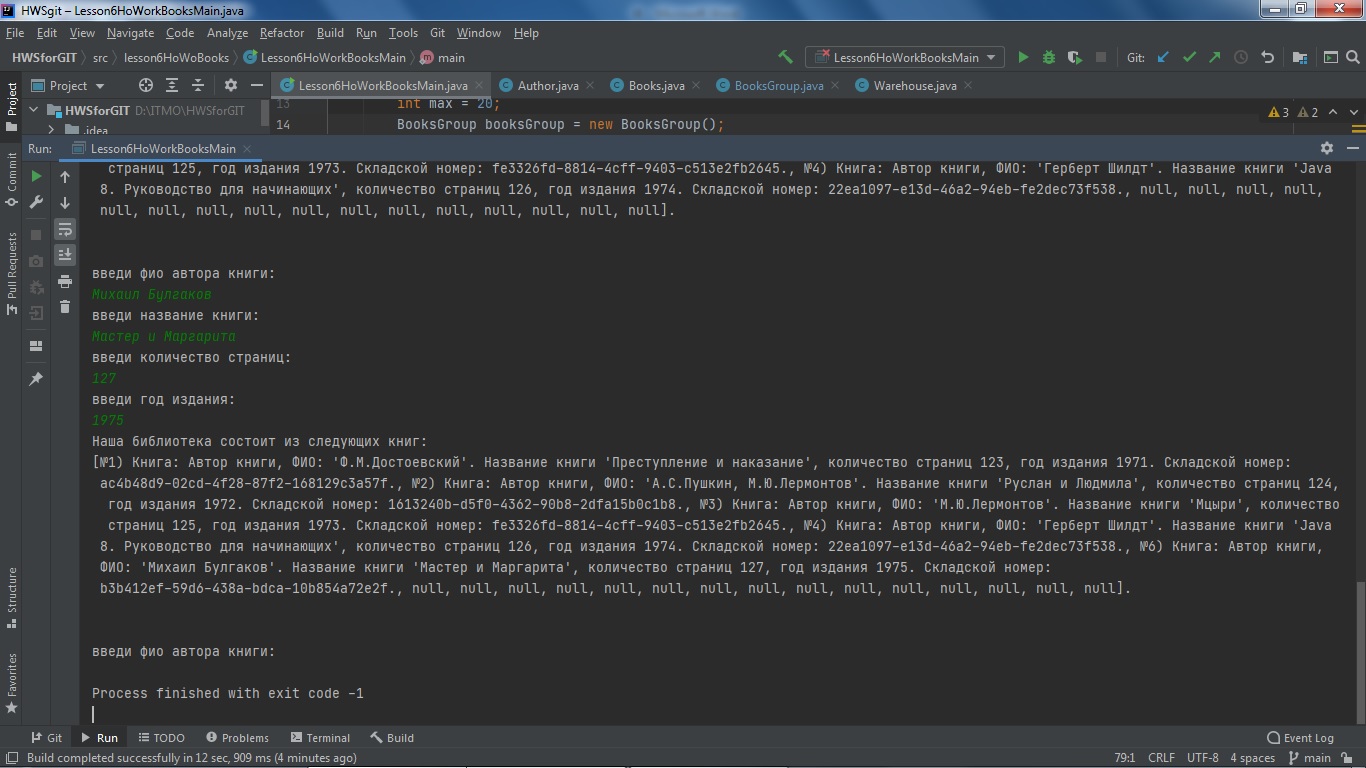 HWSgit – Lesson6HoWorkBooksMain.java
File Edit View Navigate Code Analyze Refactor Build Run Tools Git Window Help
HWSforGIT src lesson6HoWoBooks Lesson6HoWorkBooksMain main Lesson6HoWorkBooksMain Git:
Project Lesson6HoWorkBooksMain.java Author.java Books.java BooksGroup.java Warehouse.java
Project
HWSforGIT D:\ITMO\HWSforGIT
.idea
13 int max = 20;
14 BooksGroup booksGroup = new BooksGroup();
3 2
Run: Lesson6HoWorkBooksMain
Commit
Pull Requests
Structure
Favorites
страниц 125, год издания 1973. Складской номер: fe3326fd-8814-4cff-9403-c513e2fb2645., №4) Книга: Автор книги, ФИО: 'Герберт Шилдт'. Название книги 'Java
8. Руководство для начинающих', количество страниц 126, год издания 1974. Складской номер: 22ea1097-e13d-46a2-94eb-fe2dec73f538., null, null, null, null,
null, null, null, null, null, null, null, null, null, null, null, null].
введи фио автора книги:
Михаил Булгаков
введи название книги:
Мастер и Маргарита
введи количество страниц:
127
введи год издания:
1975
Наша библиотека состоит из следующих книг:
[№1) Книга: Автор книги, ФИО: 'Ф.М.Достоевский'. Название книги 'Преступление и наказание', количество страниц 123, год издания 1971. Складской номер:
ac4b48d9-02cd-4f28-87f2-168129c3a57f., №2) Книга: Автор книги, ФИО: 'А.С.Пушкин, М.Ю.Лермонтов'. Название книги 'Руслан и Людмила', количество страниц 124,
год издания 1972. Складской номер: 1613240b-d5f0-4362-90b8-2dfa15b0c1b8., №3) Книга: Автор книги, ФИО: 'М.Ю.Лермонтов'. Название книги 'Мцыри', количество
страниц 125, год издания 1973. Складской номер: fe3326fd-8814-4cff-9403-c513e2fb2645., №4) Книга: Автор книги, ФИО: 'Герберт Шилдт'. Название книги 'Java
8. Руководство для начинающих', количество страниц 126, год издания 1974. Складской номер: 22ea1097-e13d-46a2-94eb-fe2dec73f538., №6) Книга: Автор книги,
ФИО: 'Михаил Булгаков'. Название книги 'Мастер и Маргарита', количество страниц 127, год издания 1975. Складской номер:
b3b412ef-59d6-438a-bdca-10b854a72e2f., null, null, null, null, null, null, null, null, null, null, null, null, null, null, null].
введи фио автора книги:
Process finished with exit code -1
Git Run TODO Problems Terminal Build Event Log
Build completed successfully in 12 sec, 909 ms (4 minutes ago) 79:1 CRLF UTF-8 4 spaces main